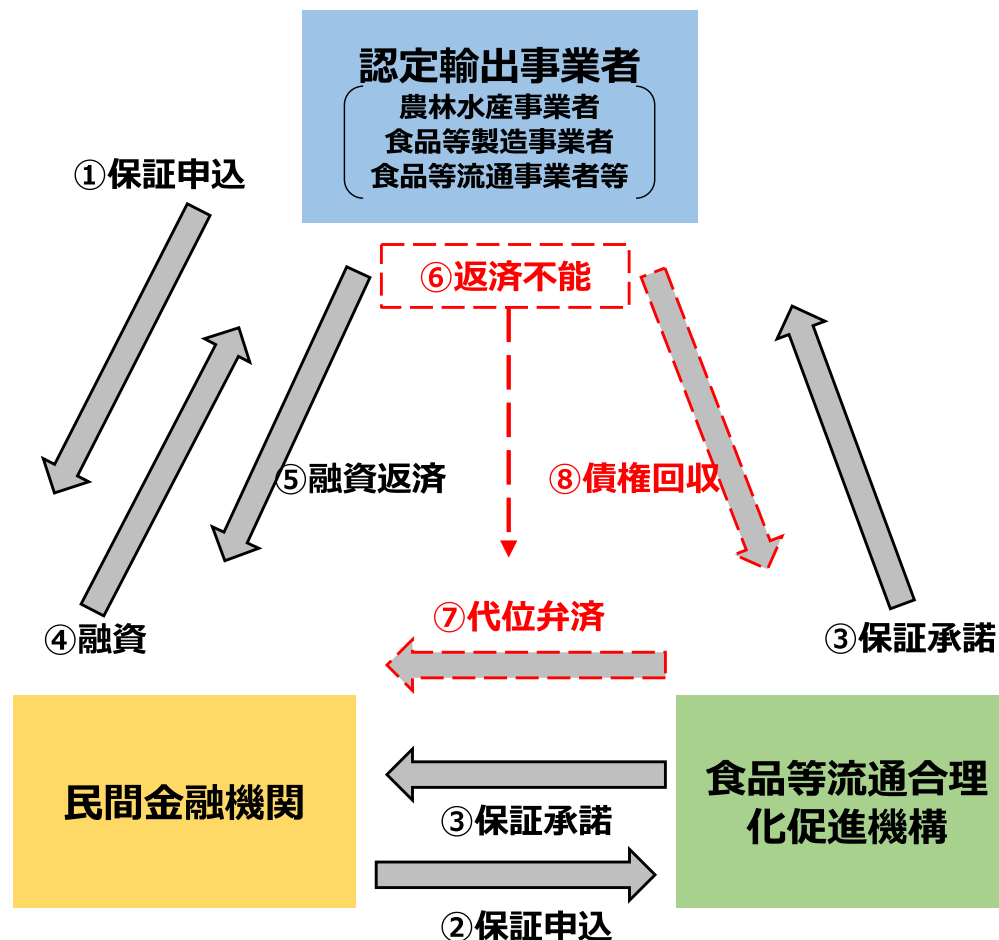 認定輸出事業者
農林水産事業者
食品等製造事業者
食品等流通事業者等
①保証申込
⑥返済不能
⑤融資返済
⑧債権回収
⑦代位弁済
④融資
③保証承諾
民間金融機関
食品等流通合理
化促進機構
③保証承諾
②保証申込